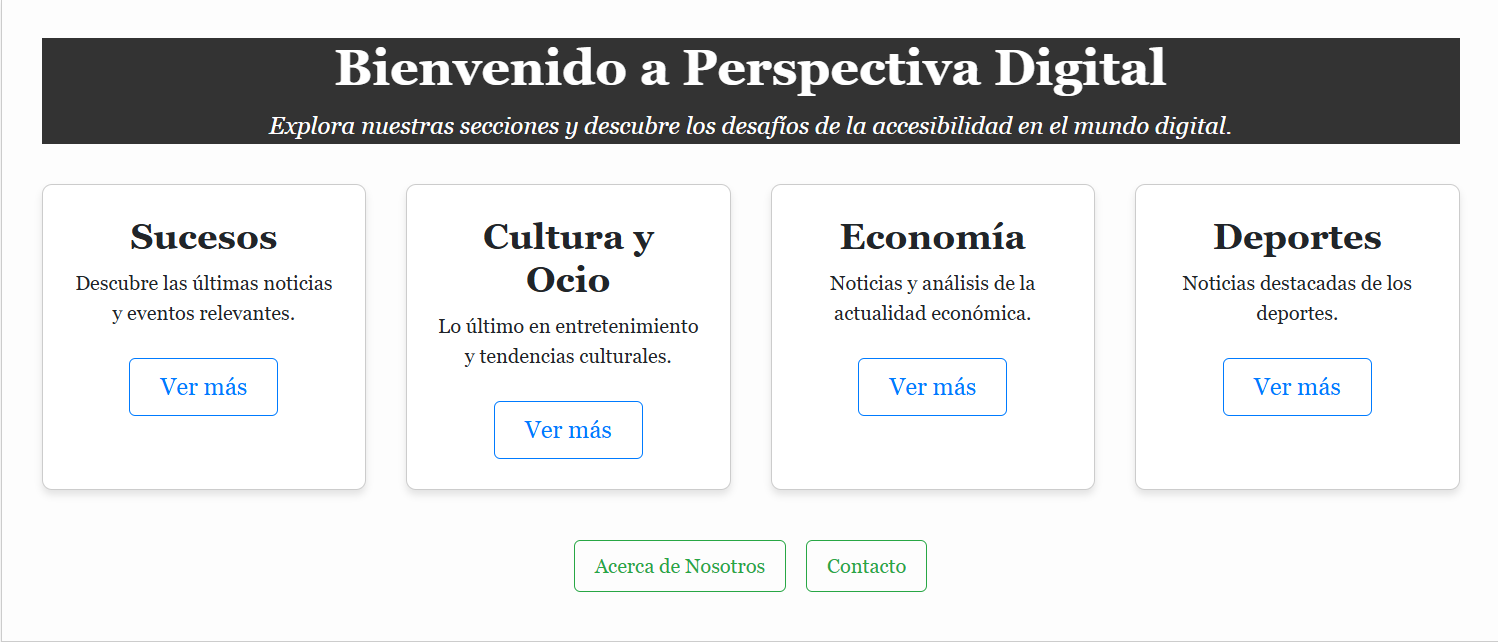 Bienvenido a Perspectiva Digital
Explora nuestras secciones y descubre los desafíos de la accesibilidad en el mundo digital.
Sucesos
Descubre las últimas noticias
y eventos relevantes.
Ver más
Cultura y
Ocio
Lo último en entretenimiento
y tendencias culturales.
Ver más
Economía
Noticias y análisis de la
actualidad económica.
Ver más
Deportes
Noticias destacadas de los
deportes.
Ver más
Acerca de Nosotros
Contacto